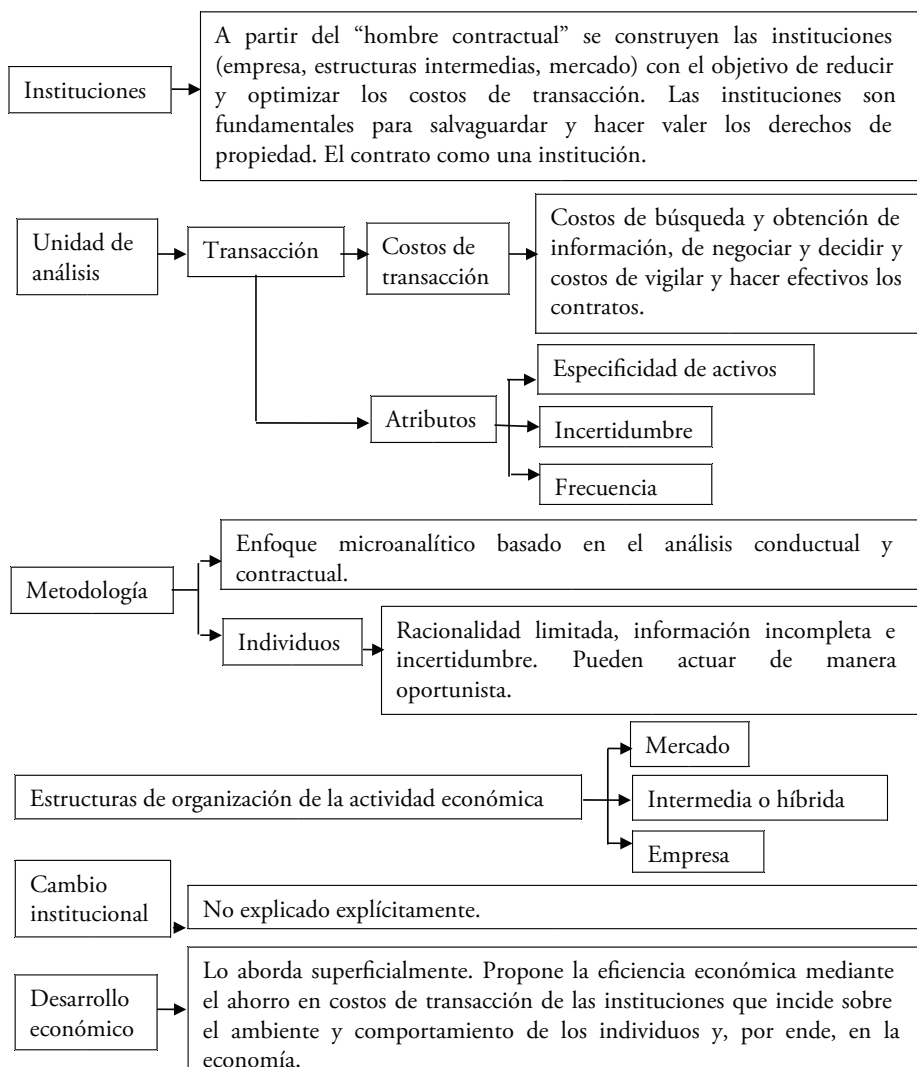 A partir del “hombre contractual” se construyen las instituciones
(empresa, estructuras intermedias, mercado) con el objetivo de reducir
y optimizar los costos de transacción. Las instituciones son
fundamentales para salvaguardar y hacer valer los derechos de
propiedad. El contrato como una institución.
Instituciones
Unidad de
análisis
Transacción
Costos de
transacción
Costos de búsqueda y obtención de
información, de negociar y decidir y
costos de vigilar y hacer efectivos los
contratos.
Atributos
Especificidad de activos
Incertidumbre
Frecuencia
Metodología
Enfoque microanalítico basado en el análisis conductual y
contractual.
Individuos
Racionalidad limitada, información incompleta e
incertidumbre. Pueden actuar de manera
oportunista.
Estructuras de organización de la actividad económica
Mercado
Intermedia o híbrida
Empresa
Cambio
institucional
No explicado explícitamente.
Desarrollo
económico
Lo aborda superficialmente. Propone la eficiencia económica mediante
el ahorro en costos de transacción de las instituciones que incide sobre
el ambiente y comportamiento de los individuos y, por ende, en la
economía.